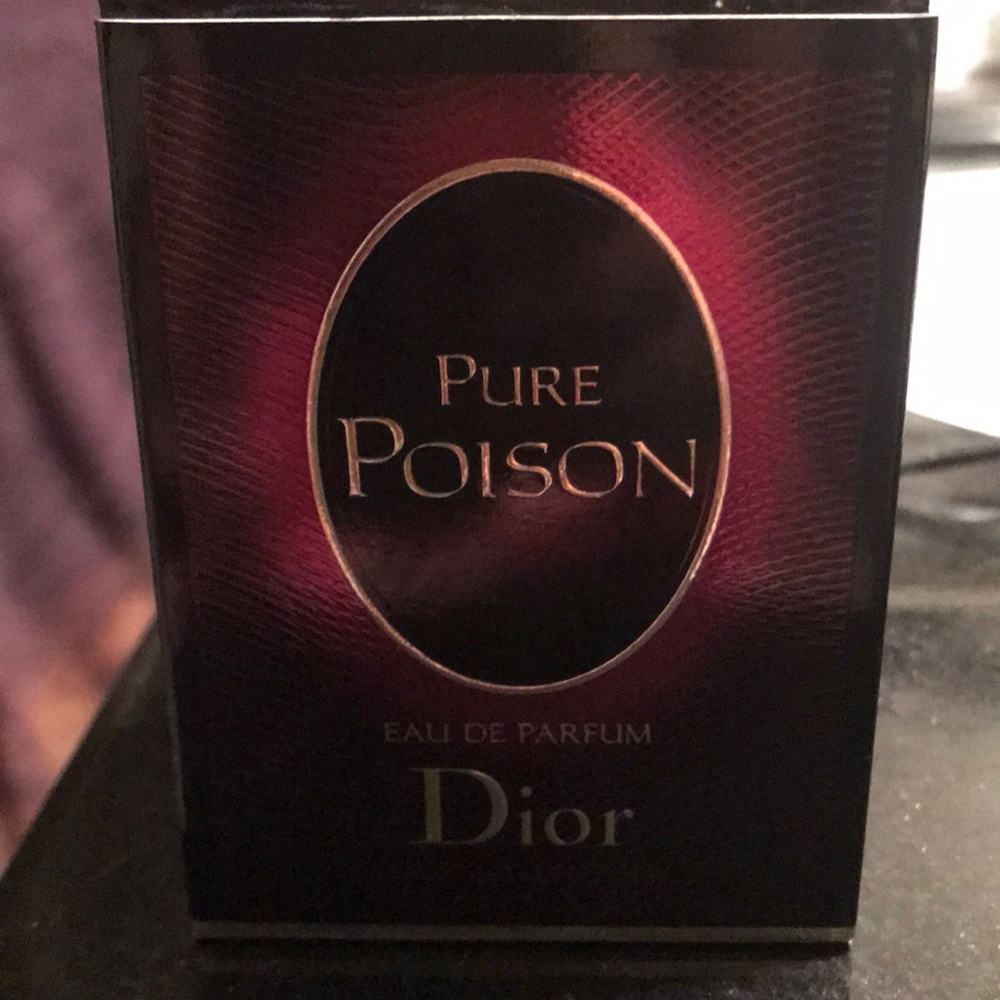 PURE
POISON
EAU DE PARFUM
Dior